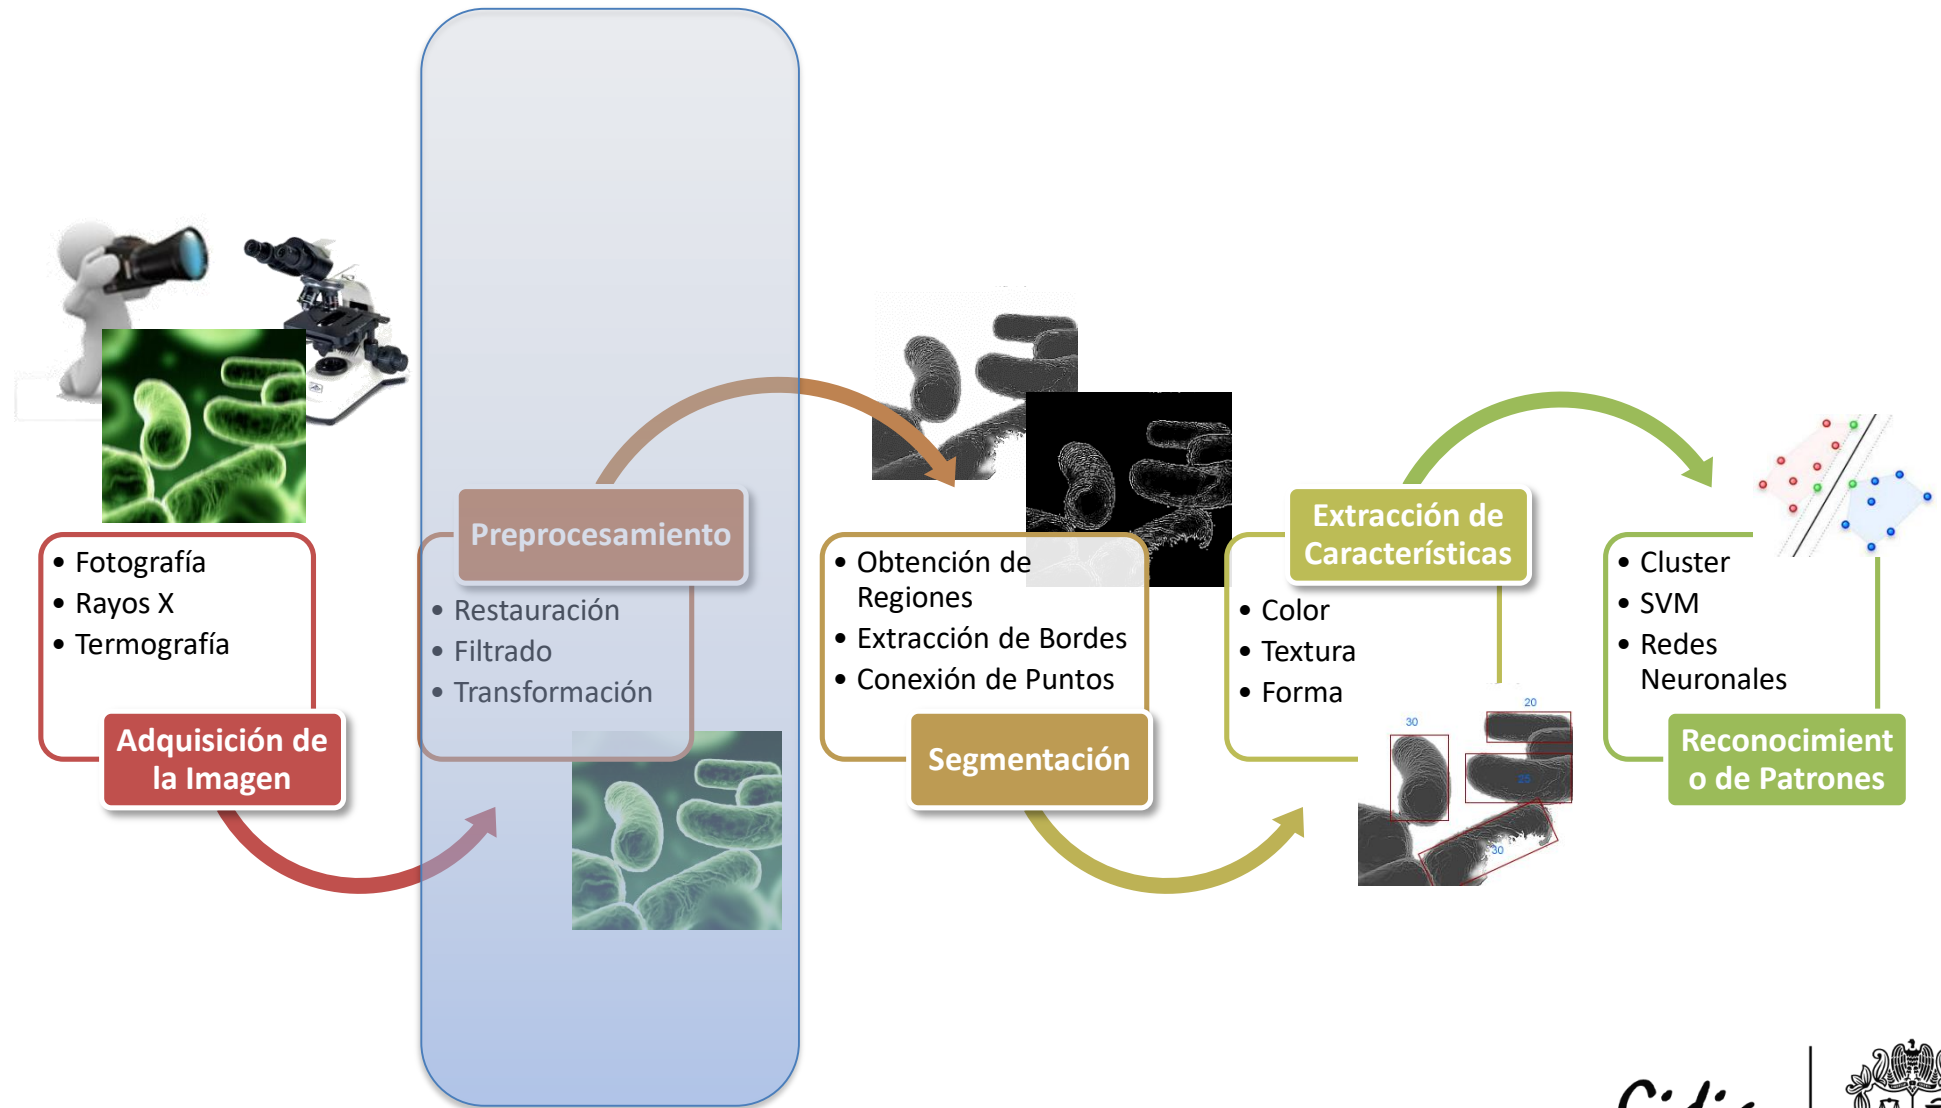 • Fotografía
• Rayos X
• Termografía
Adquisición de
la Imagen
Preprocesamiento
• Restauración
• Filtrado
• Transformación
• Obtención de
Regiones
• Extracción de Bordes
• Conexión de Puntos
Segmentación
Extracción de
Características
• Color
• Textura
• Forma
30
20
25
30
• Cluster
• SVM
• Redes
Neuronales
Reconocimient
o de Patrones